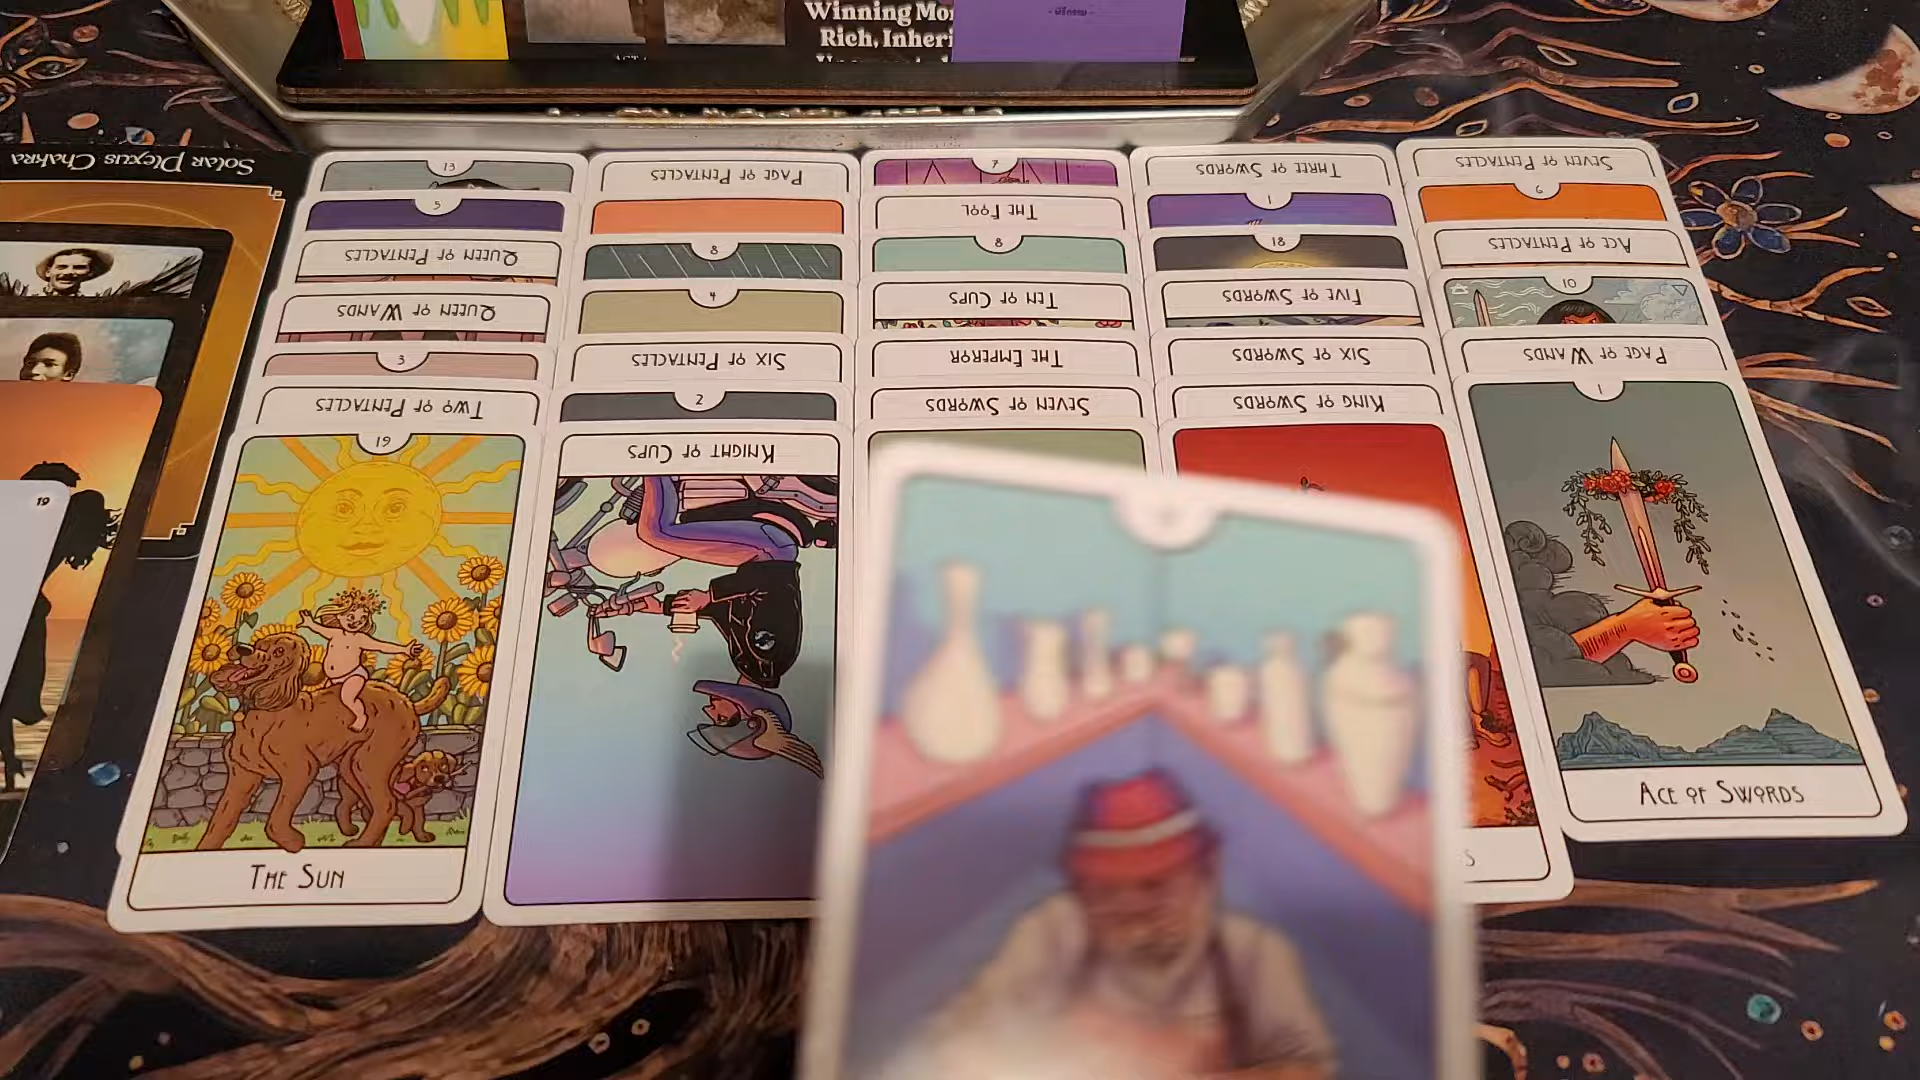 Winning Mo
Rich, Inheri
Solar Plexus Chakra
13
5
Queen of Pentacles
Queen of Wands
3
Two of Pentacles
19
The Sun
Page of Pentacles
8
4
Six of Pentacles
2
Knight of Cups
7
The Fool
8
Ten of Cups
The Emperor
Seven of Swords
Three of Swords
1
18
Five of Swords
Six of Swords
King of Swords
S
Seven of Pentacles
Ace of Pentacles
10
Page of Wands
1
Ace of Swords
19